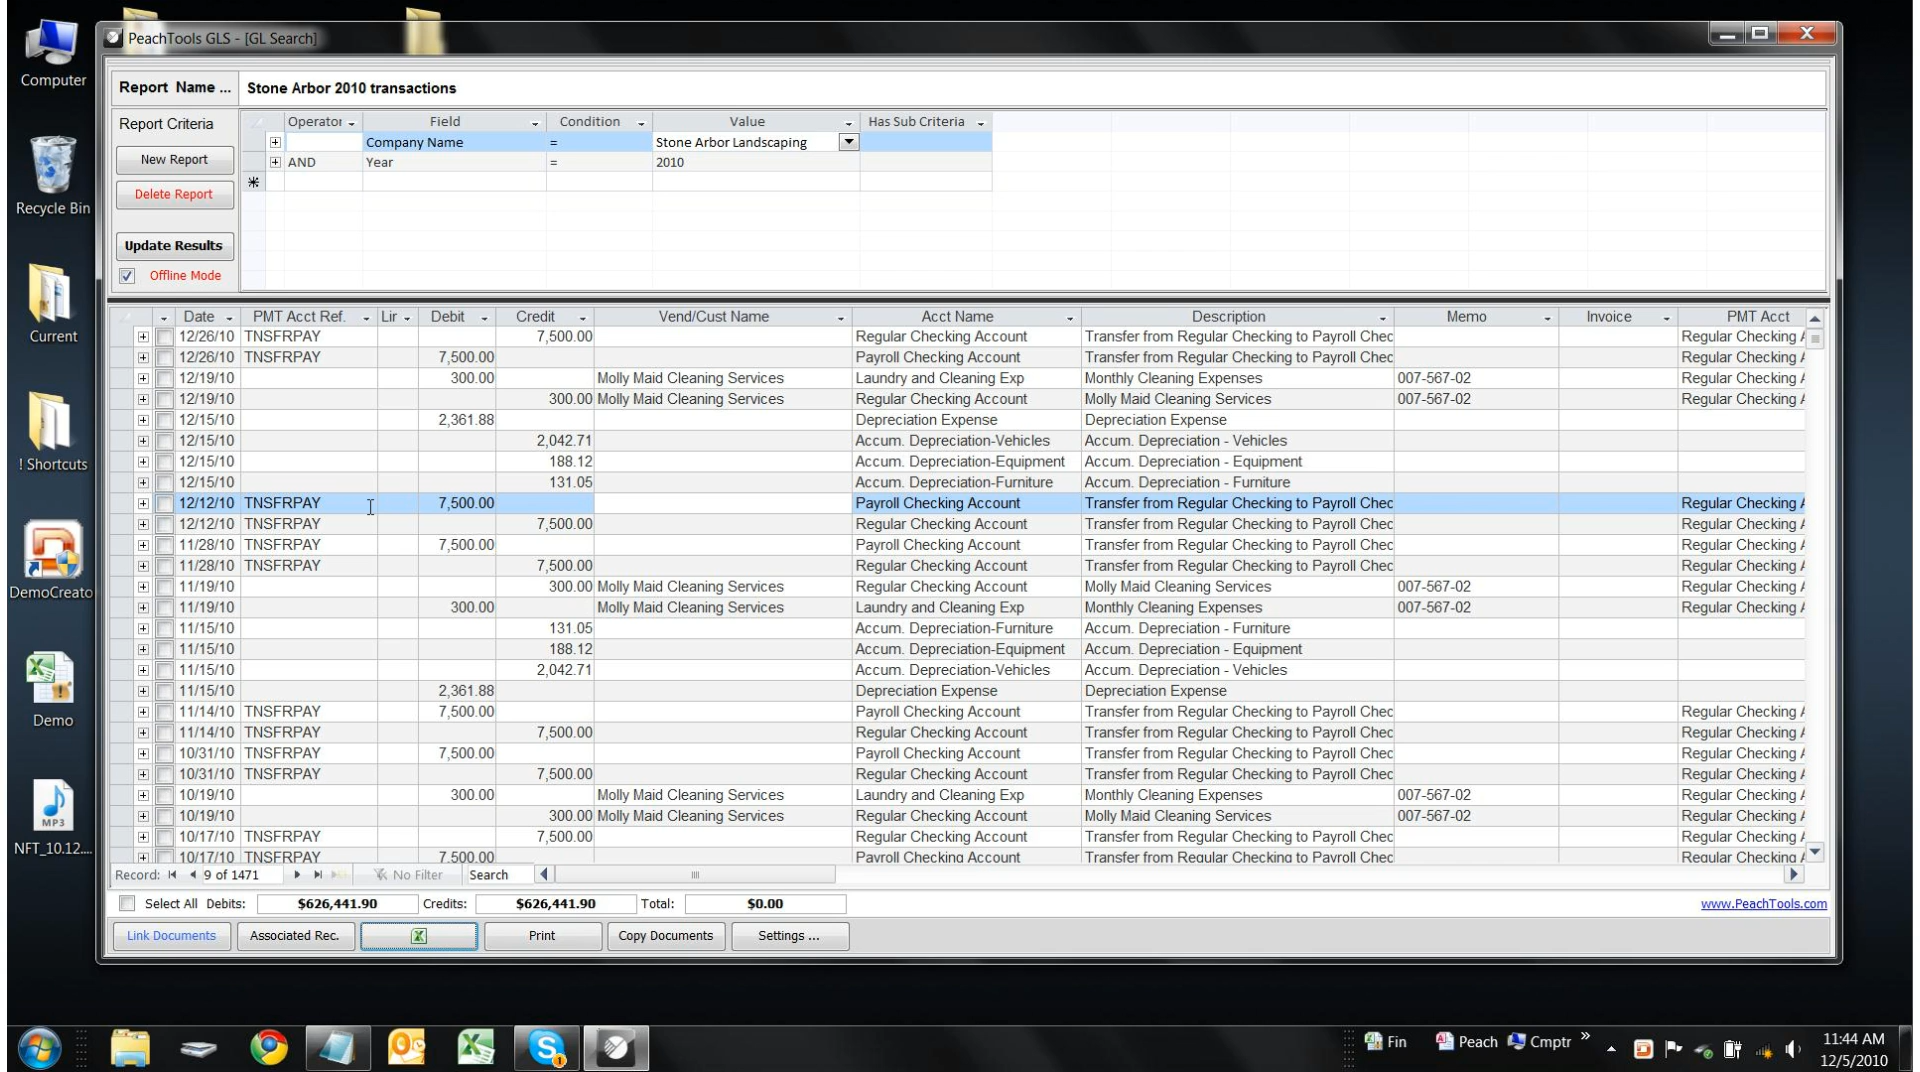 PeachTools GLS - [GL Search]
Computer
Report Name ... Stone Arbor 2010 transactions
Report Criteria
Operator Field Condition Value Has Sub Criteria
Company Name = Stone Arbor Landscaping
AND Year = 2010
New Report
Delete Report
Update Results
Offline Mode
Recycle Bin
Current
! Shortcuts
DemoCreato
Demo
MP3
NFT_10.12....
Date PMT Acct Ref. Lir Debit Credit Vend/Cust Name Acct Name Description Memo Invoice PMT Acct
12/26/10 TNSFRPAY 7,500.00 Regular Checking Account Transfer from Regular Checking to Payroll Chec Regular Checking A
12/26/10 TNSFRPAY 7,500.00 Payroll Checking Account Transfer from Regular Checking to Payroll Chec Regular Checking A
12/19/10 300.00 Molly Maid Cleaning Services Laundry and Cleaning Exp Monthly Cleaning Expenses 007-567-02 Regular Checking A
12/19/10 300.00 Molly Maid Cleaning Services Regular Checking Account Molly Maid Cleaning Services 007-567-02 Regular Checking A
12/15/10 2,361.88 Depreciation Expense Depreciation Expense
12/15/10 2,042.71 Accum. Depreciation-Vehicles Accum. Depreciation - Vehicles
12/15/10 188.12 Accum. Depreciation-Equipment Accum. Depreciation - Equipment
12/15/10 131.05 Accum. Depreciation-Furniture Accum. Depreciation - Furniture
12/12/10 TNSFRPAY 7,500.00 Payroll Checking Account Transfer from Regular Checking to Payroll Chec Regular Checking A
12/12/10 TNSFRPAY 7,500.00 Regular Checking Account Transfer from Regular Checking to Payroll Chec Regular Checking A
11/28/10 TNSFRPAY 7,500.00 Payroll Checking Account Transfer from Regular Checking to Payroll Chec Regular Checking A
11/28/10 TNSFRPAY 7,500.00 Regular Checking Account Transfer from Regular Checking to Payroll Chec Regular Checking A
11/19/10 300.00 Molly Maid Cleaning Services Regular Checking Account Molly Maid Cleaning Services 007-567-02 Regular Checking A
11/19/10 300.00 Molly Maid Cleaning Services Laundry and Cleaning Exp Monthly Cleaning Expenses 007-567-02 Regular Checking A
11/15/10 131.05 Accum. Depreciation-Furniture Accum. Depreciation - Furniture
11/15/10 188.12 Accum. Depreciation-Equipment Accum. Depreciation - Equipment
11/15/10 2,042.71 Accum. Depreciation-Vehicles Accum. Depreciation - Vehicles
11/15/10 2,361.88 Depreciation Expense Depreciation Expense
11/14/10 TNSFRPAY 7,500.00 Payroll Checking Account Transfer from Regular Checking to Payroll Chec Regular Checking A
11/14/10 TNSFRPAY 7,500.00 Regular Checking Account Transfer from Regular Checking to Payroll Chec Regular Checking A
10/31/10 TNSFRPAY 7,500.00 Payroll Checking Account Transfer from Regular Checking to Payroll Chec Regular Checking A
10/31/10 TNSFRPAY 7,500.00 Regular Checking Account Transfer from Regular Checking to Payroll Chec Regular Checking A
10/19/10 300.00 Molly Maid Cleaning Services Laundry and Cleaning Exp Monthly Cleaning Expenses 007-567-02 Regular Checking A
10/19/10 300.00 Molly Maid Cleaning Services Regular Checking Account Molly Maid Cleaning Services 007-567-02 Regular Checking A
10/17/10 TNSFRPAY 7,500.00 Regular Checking Account Transfer from Regular Checking to Payroll Chec Regular Checking A
10/17/10 TNSFRPAY 7,500.00 Payroll Checking Account Transfer from Regular Checking to Payroll Chec Regular Checking A
Record: 9 of 1471 No Filter Search
Select All Debits: $626,441.90 Credits: $626,441.90 Total: $0.00 www.PeachTools.com
Link Documents Associated Rec. Print Copy Documents Settings ...
Fin Peach Cmptr »
11:44 AM
12/5/2010